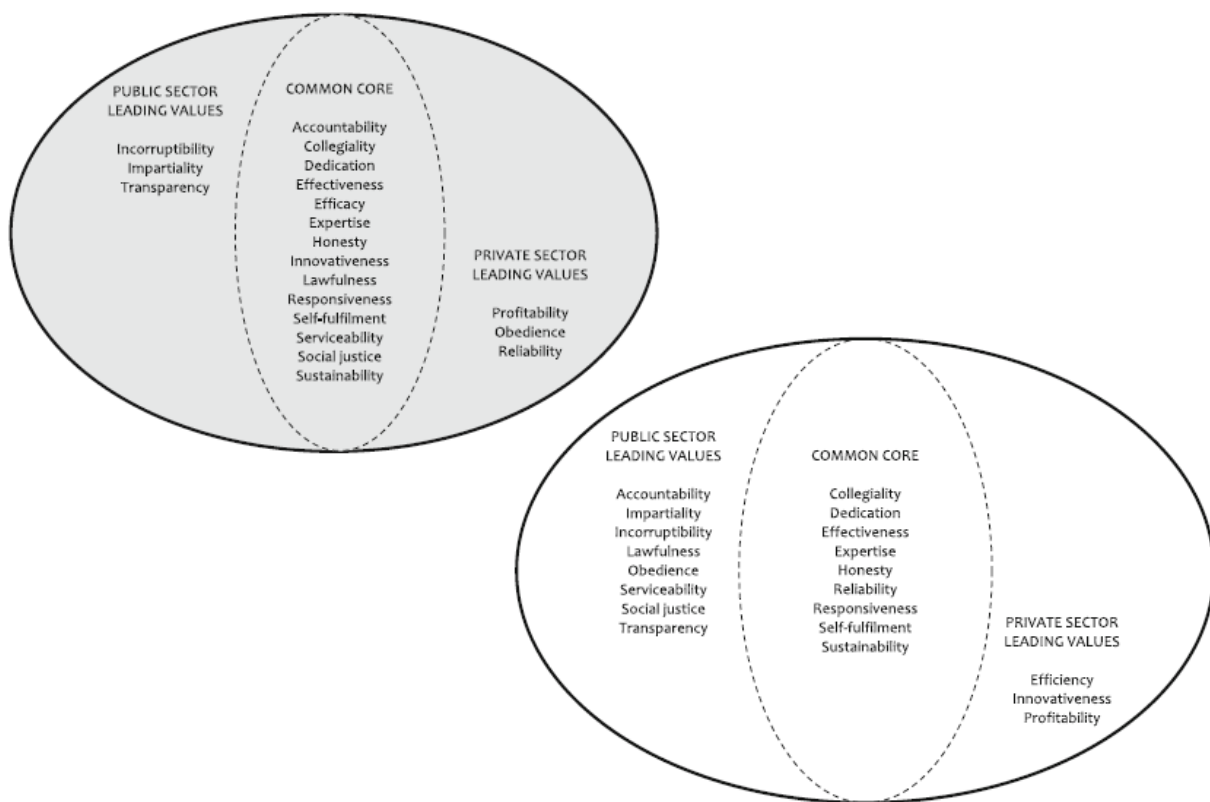 PUBLIC SECTOR
LEADING VALUES
Incorruptibility
Impartiality
Transparency
COMMON CORE
Accountability
Collegiality
Dedication
Effectiveness
Efficacy
Expertise
Honesty
Innovativeness
Lawfulness
Responsiveness
Self-fulfilment
Serviceability
Social justice
Sustainability
PRIVATE SECTOR
LEADING VALUES
Profitability
Obedience
Reliability
PUBLIC SECTOR
LEADING VALUES
Accountability
Impartiality
Incorruptibility
Lawfulness
Obedience
Serviceability
Social justice
Transparency
COMMON CORE
Collegiality
Dedication
Effectiveness
Expertise
Honesty
Reliability
Responsiveness
Self-fulfilment
Sustainability
PRIVATE SECTOR
LEADING VALUES
Efficiency
Innovativeness
Profitability